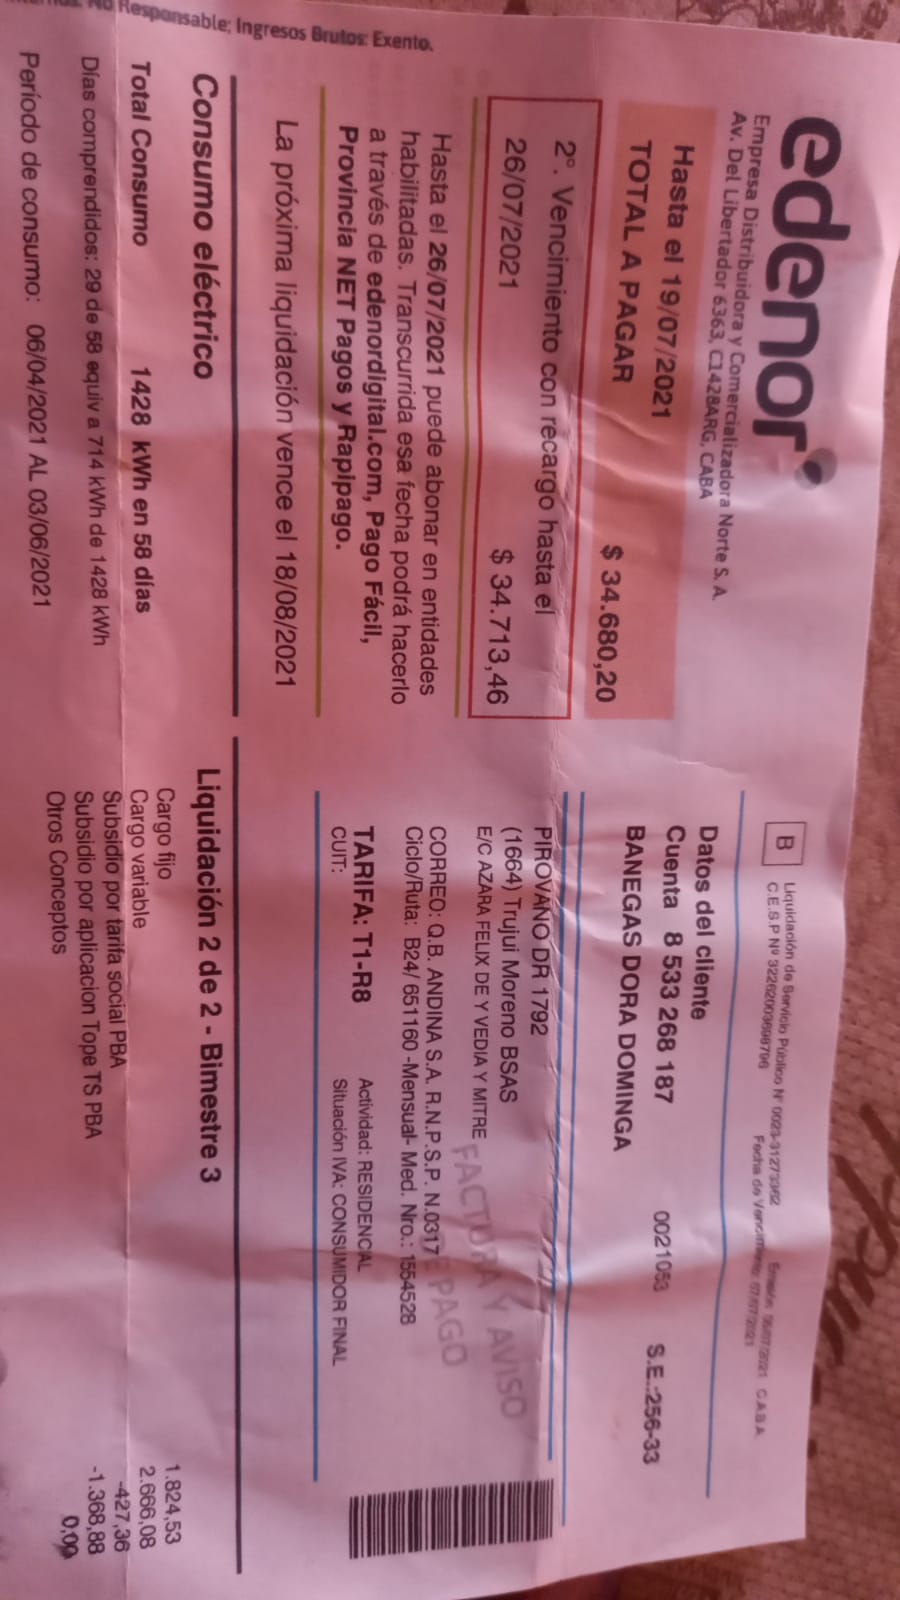 edenor
Empresa Distribuidora y Comercializadora Norte S. A.
Av. Del Libertador 6363, C1428ARG, CABA
Hasta el 19/07/2021
TOTAL A PAGAR $ 34.680,20
2°. Vencimiento con recargo hasta el
26/07/2021 $ 34.713,46
Hasta el 26/07/2021 puede abonar en entidades
habilitadas. Transcurrida esa fecha podrá hacerlo
a través de edenordigital.com, Pago Fácil,
Provincia NET Pagos y Rapipago.
La próxima liquidación vence el 18/08/2021
B
Liquidación de Servicio Público N° 0023-31273352 Emisión: 06/07/2021 C.A.B.A.
C.E.S.P Nº 32262003698796 Fecha de Vencimiento: 07/07/2021
Datos del cliente
Cuenta 8 533 268 187 0021053 S.E.:256-33
BANEGAS DORA DOMINGA
PIROVANO DR 1792
(1664) Trujui Moreno BSAS
E/C AZARA FELIX DE Y VEDIA Y MITRE
FACTURA Y AVISO
DE PAGO
CORREO: Q.B. ANDINA S.A. R.N.P.S.P. N.0317
Ciclo/Ruta: B24/ 651160 -Mensual- Med. Nro.: 1554528
TARIFA: T1-R8 Actividad: RESIDENCIAL
CUIT: Situación IVA: CONSUMIDOR FINAL
Responsable; Ingresos Brutos: Exento.
Consumo eléctrico
Total Consumo 1428 kWh en 58 días
Días comprendidos: 29 de 58 equiv a 714 kWh de 1428 kWh
Período de consumo: 06/04/2021 AL 03/06/2021
Liquidación 2 de 2 - Bimestre 3
Cargo fijo 1.824,53
Cargo variable 2.666,08
Subsidio por tarifa social PBA -427,36
Subsidio por aplicacion Tope TS PBA -1.368,88
Otros Conceptos 0,00